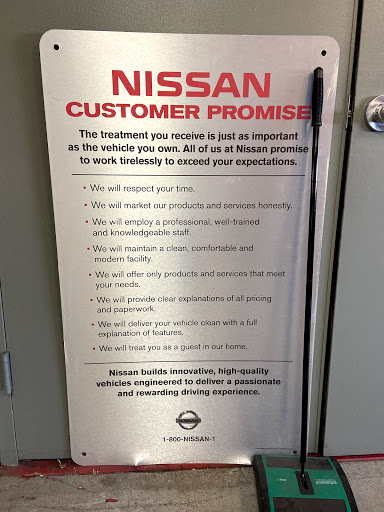 NISSAN
CUSTOMER PROMISE
The treatment you receive is just as important
as the vehicle you own. All of us at Nissan promise
to work tirelessly to exceed your expectations.
• We will respect your time.
• We will market our products and services honestly.
• We will employ a professional, well-trained
and knowledgeable staff.
• We will maintain a clean, comfortable and
modern facility.
• We will offer only products and services that meet
your needs.
• We will provide clear explanations of all pricing
and paperwork.
• We will deliver your vehicle clean with a full
explanation of features.
• We will treat you as a guest in our home.
Nissan builds innovative, high-quality
vehicles engineered to deliver a passionate
and rewarding driving experience.
NISSAN
1-800-NISSAN-1